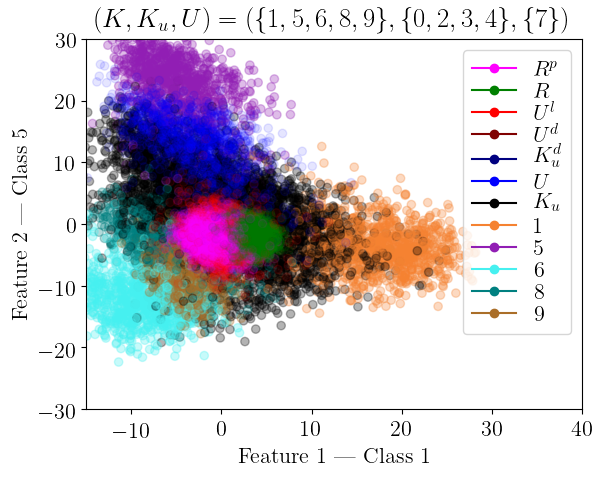 (K, K_u, U) = ({1, 5, 6, 8, 9}, {0, 2, 3, 4}, {7})
30
20
10
0
−10
−20
−30
Feature 2 — Class 5
R^p
R
U^l
U^d
K_u^d
U
K_u
1
5
6
8
9
−10
0
10
20
30
40
Feature 1 — Class 1